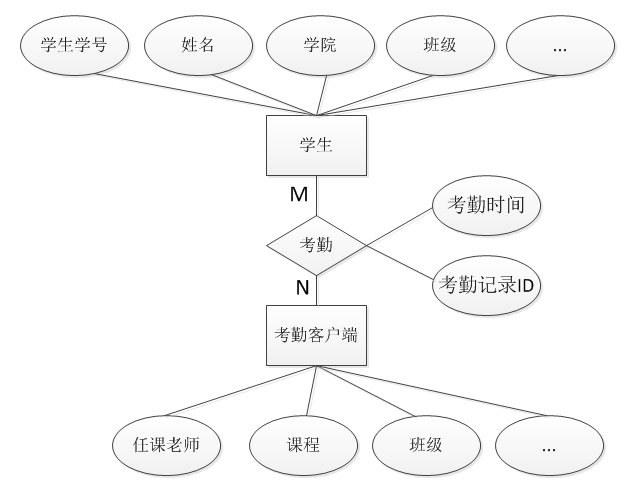 学生学号
姓名
学院
班级
...
学生
M
考勤时间
考勤
考勤记录ID
N
考勤客户端
任课老师
课程
班级
...